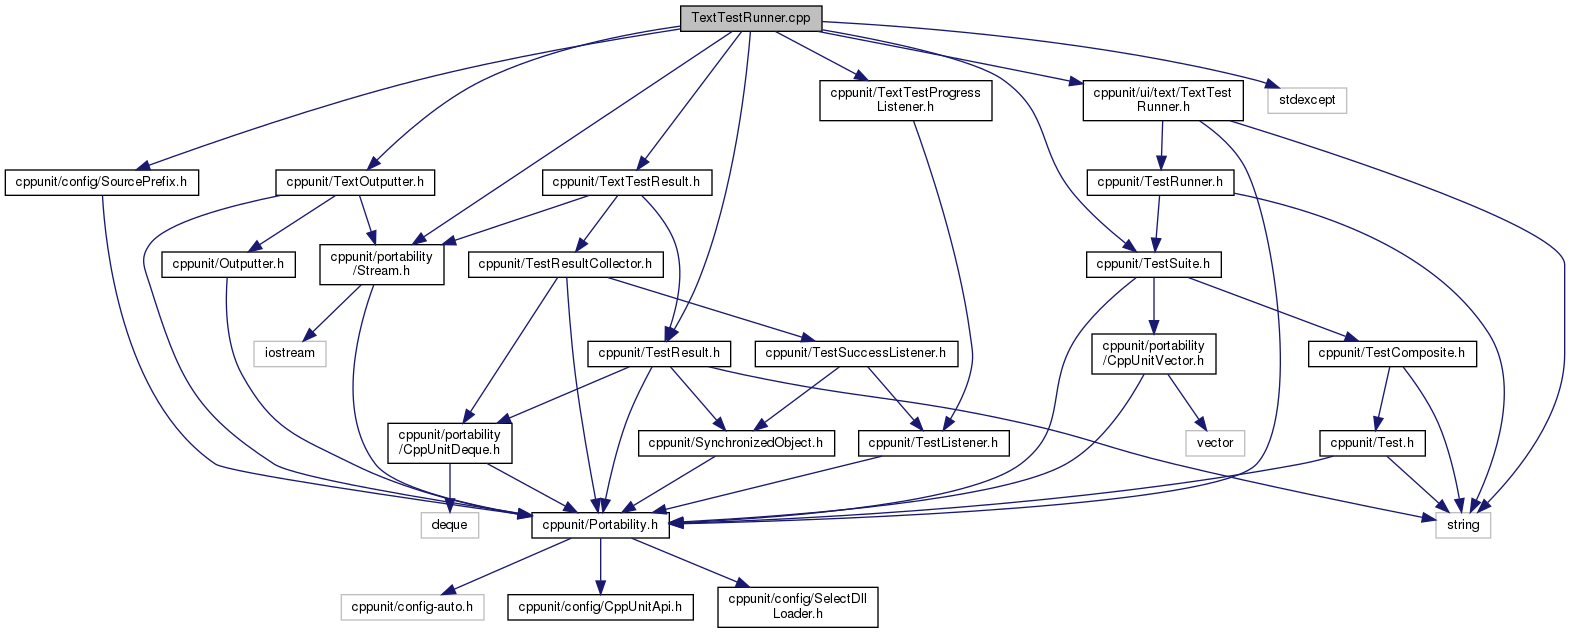 TextTestRunner.cpp
cppunit/TextTestProgress
Listener.h
cppunit/ui/text/TextTest
Runner.h
stdexcept
cppunit/config/SourcePrefix.h
cppunit/TextOutputter.h
cppunit/TextTestResult.h
cppunit/TestRunner.h
cppunit/Outputter.h
cppunit/portability
/Stream.h
cppunit/TestResultCollector.h
cppunit/TestSuite.h
iostream
cppunit/TestResult.h
cppunit/TestSuccessListener.h
cppunit/portability
/CppUnitVector.h
cppunit/TestComposite.h
cppunit/portability
/CppUnitDeque.h
cppunit/SynchronizedObject.h
cppunit/TestListener.h
vector
cppunit/Test.h
deque
cppunit/Portability.h
string
cppunit/config-auto.h
cppunit/config/CppUnitApi.h
cppunit/config/SelectDll
Loader.h